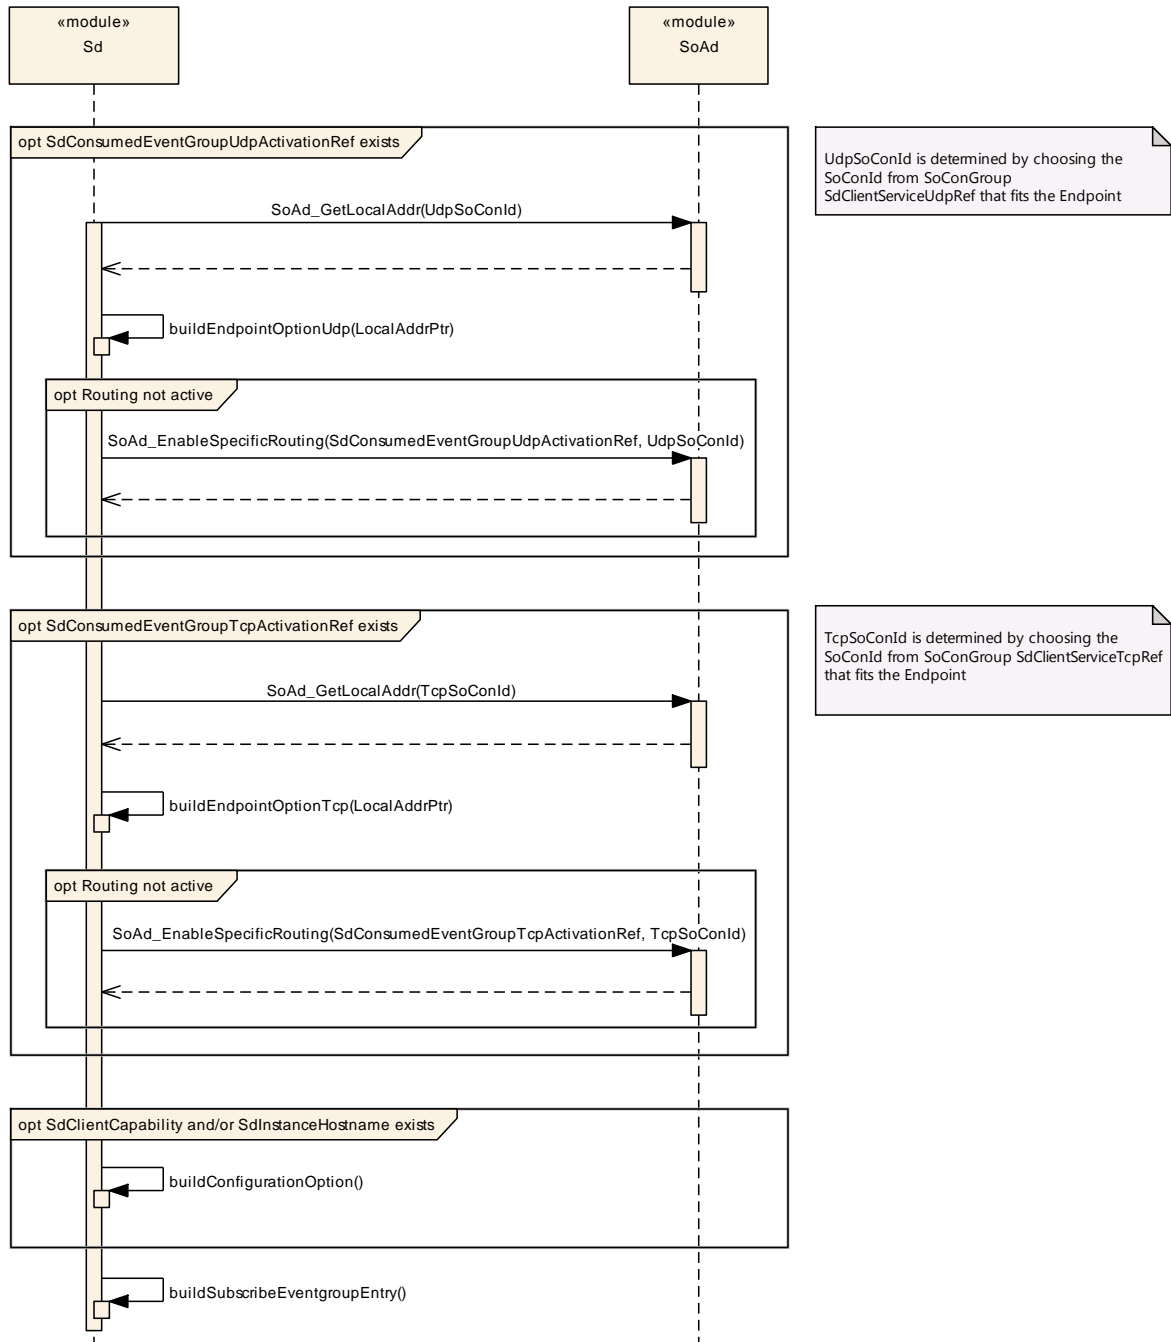 «module»
Sd
«module»
SoAd
opt SdConsumedEventGroupUdpActivationRef exists
UdpSoConId is determined by choosing the
SoConId from SoConGroup
SdClientServiceUdpRef that fits the Endpoint
SoAd_GetLocalAddr(UdpSoConId)
buildEndpointOptionUdp(LocalAddrPtr)
opt Routing not active
SoAd_EnableSpecificRouting(SdConsumedEventGroupUdpActivationRef, UdpSoConId)
opt SdConsumedEventGroupTcpActivationRef exists
TcpSoConId is determined by choosing the
SoConId from SoConGroup SdClientServiceTcpRef
that fits the Endpoint
SoAd_GetLocalAddr(TcpSoConId)
buildEndpointOptionTcp(LocalAddrPtr)
opt Routing not active
SoAd_EnableSpecificRouting(SdConsumedEventGroupTcpActivationRef, TcpSoConId)
opt SdClientCapability and/or SdInstanceHostname exists
buildConfigurationOption()
buildSubscribeEventgroupEntry()